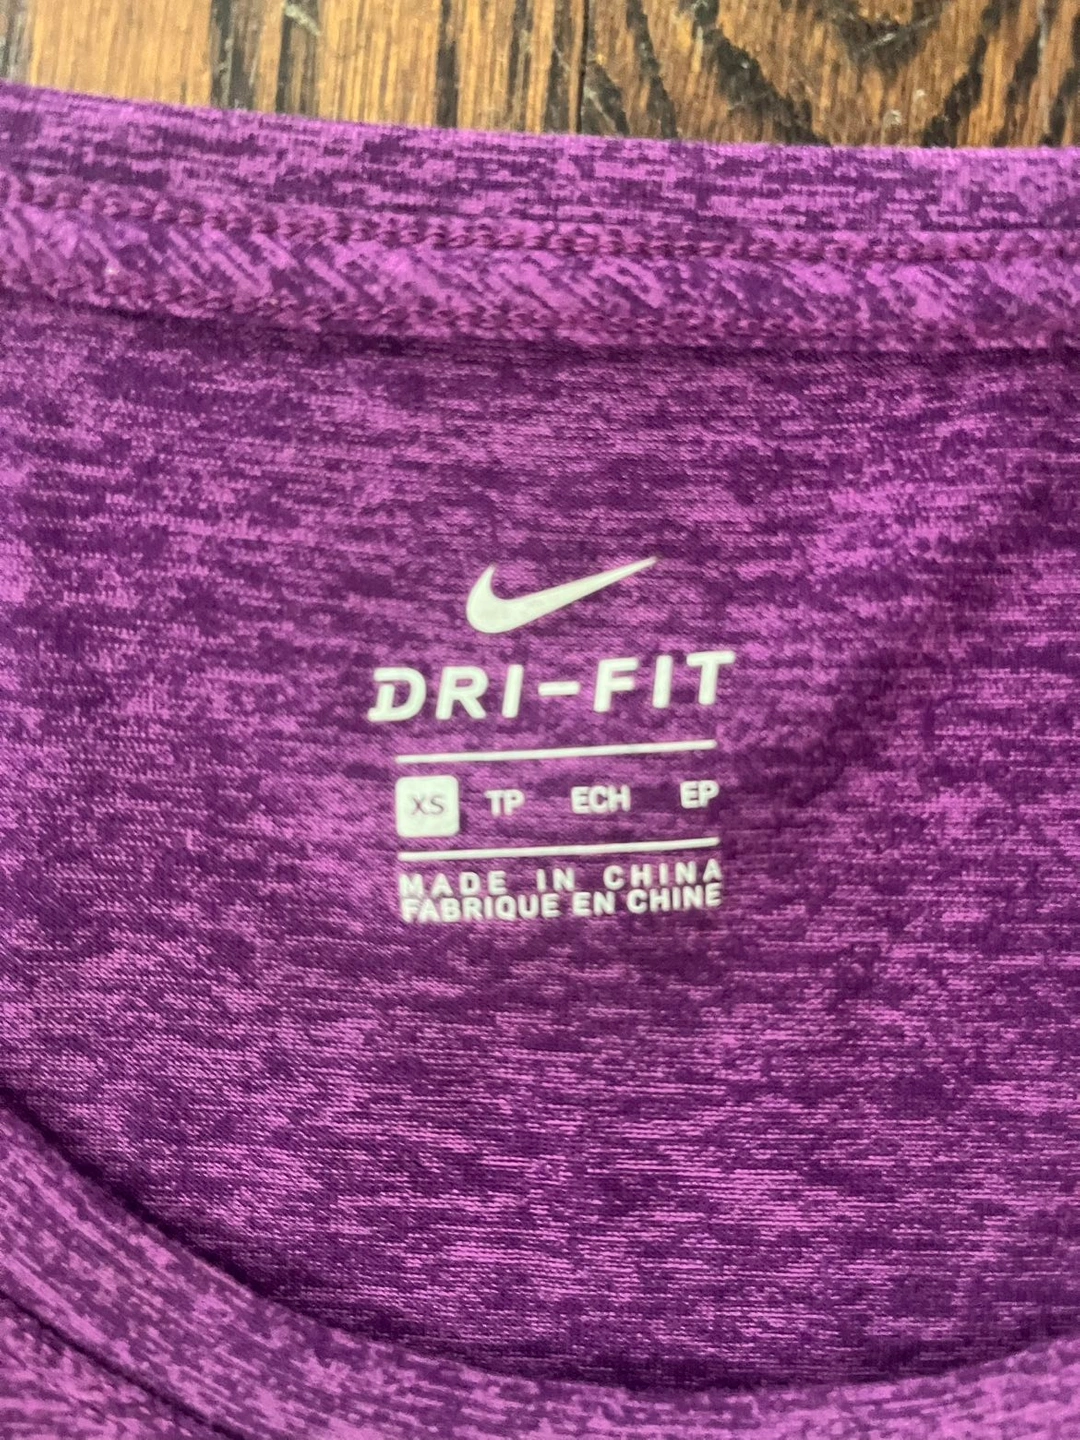 DRI-FIT
XS TP ECH EP
MADE IN CHINA
FABRIQUE EN CHINE